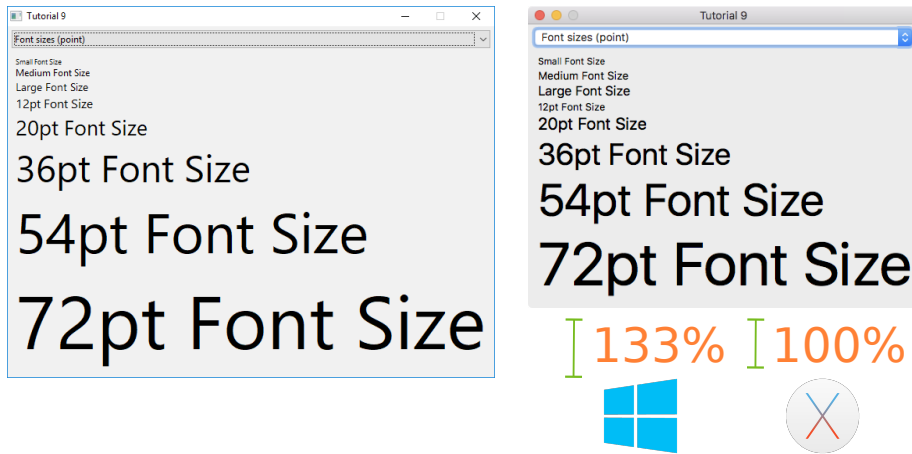 Tutorial 9
Font sizes (point)
Small Font Size
Medium Font Size
Large Font Size
12pt Font Size
20pt Font Size
36pt Font Size
54pt Font Size
72pt Font Size
Tutorial 9
Font sizes (point)
Small Font Size
Medium Font Size
Large Font Size
12pt Font Size
20pt Font Size
36pt Font Size
54pt Font Size
72pt Font Size
133%
100%